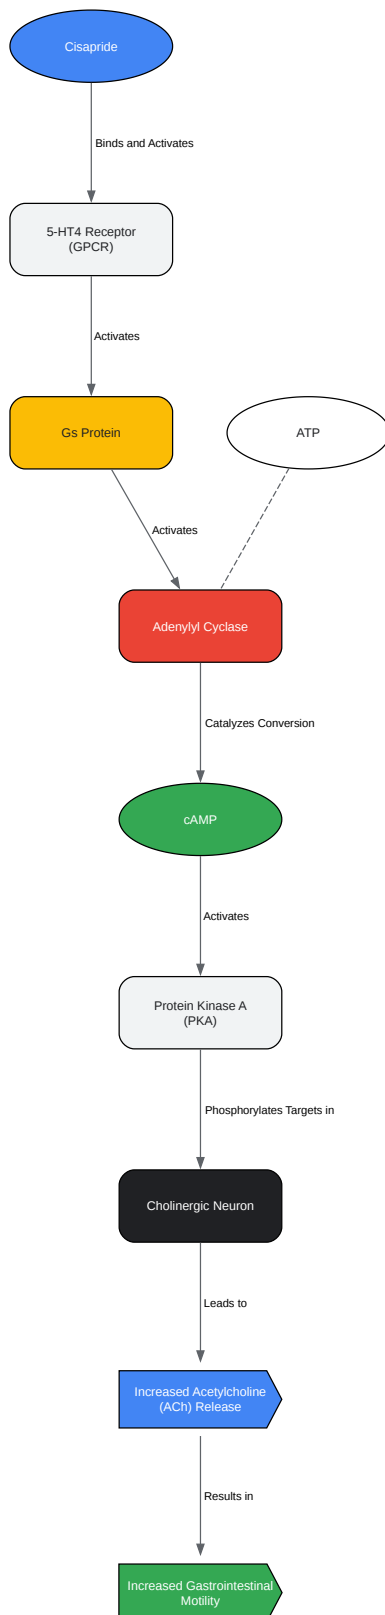 Cisapride
Binds and Activates
5-HT4 Receptor
(GPCR)
Activates
Gs Protein
ATP
Activates
Adenylyl Cyclase
Catalyzes Conversion
cAMP
Activates
Protein Kinase A
(PKA)
Phosphorylates Targets in
Cholinergic Neuron
Leads to
Increased Acetylcholine
(ACh) Release
Results in
Increased Gastrointestinal
Motility